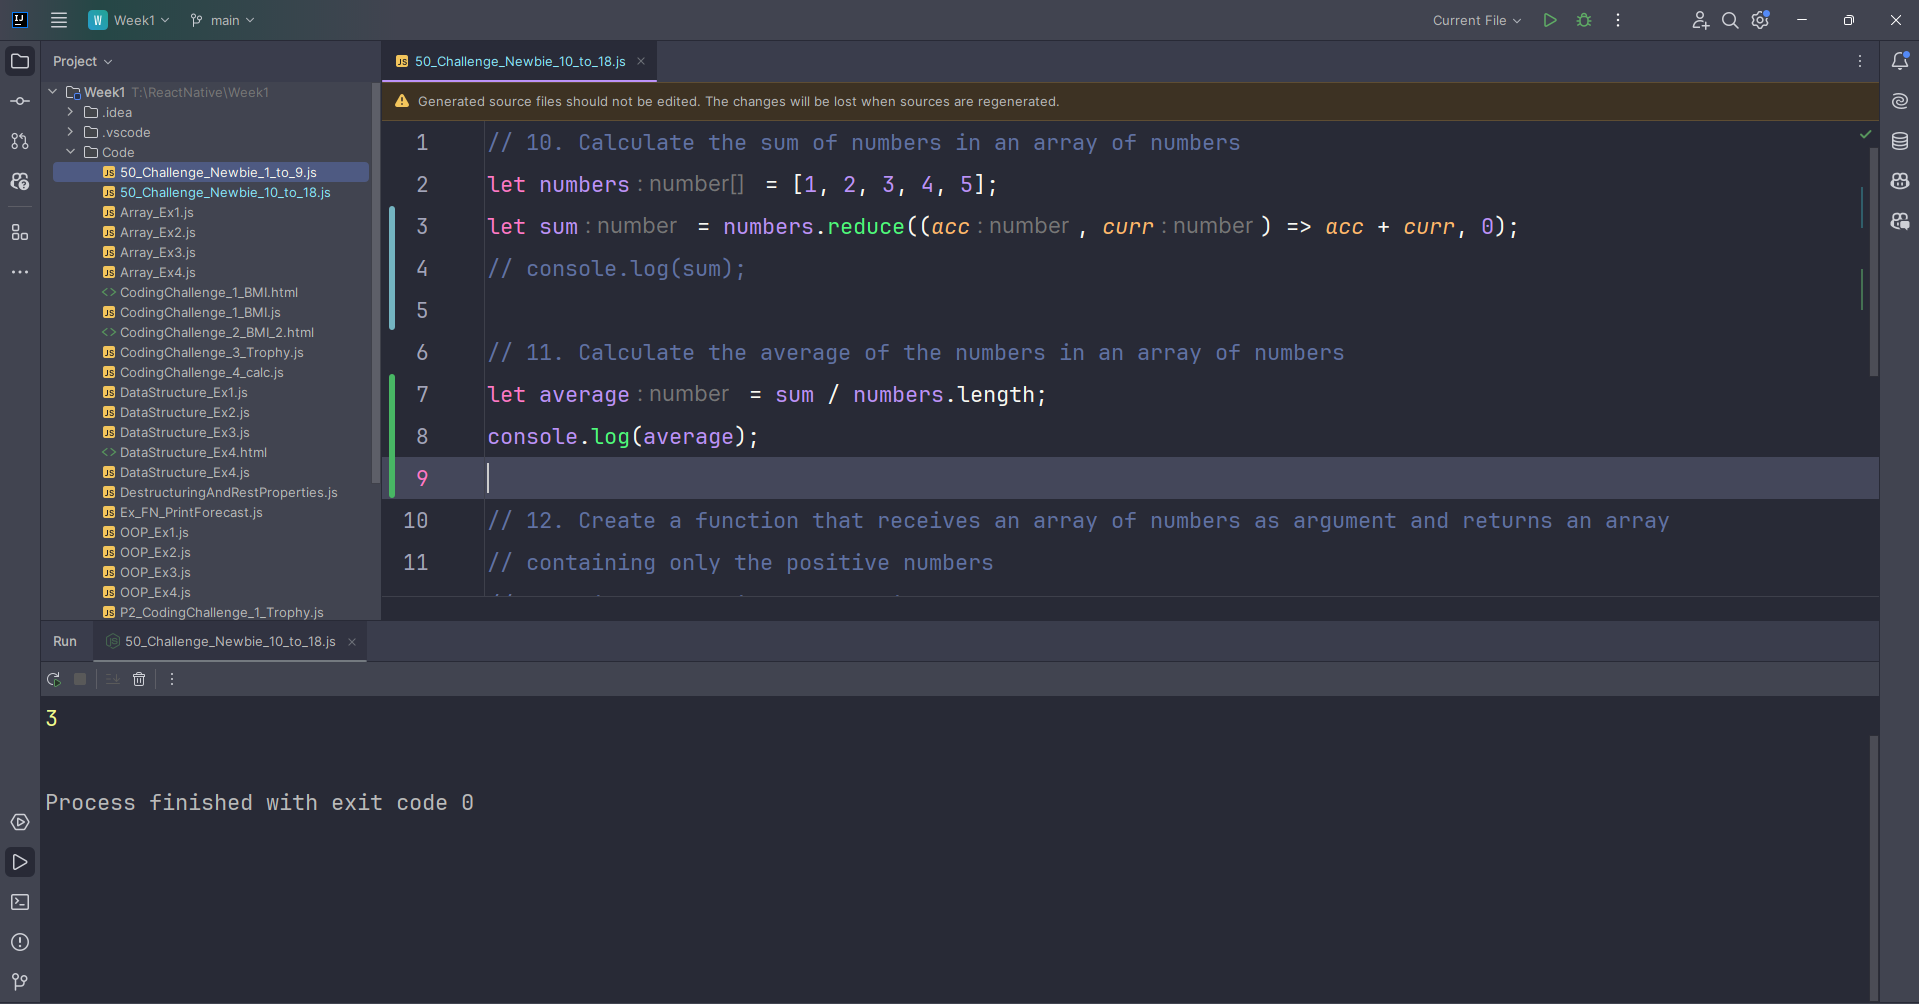 W Week1 main Current File
Project
Week1 T:\ReactNative\Week1
.idea
.vscode
Code
50_Challenge_Newbie_1_to_9.js
50_Challenge_Newbie_10_to_18.js
Array_Ex1.js
Array_Ex2.js
Array_Ex3.js
Array_Ex4.js
CodingChallenge_1_BMI.html
CodingChallenge_1_BMI.js
CodingChallenge_2_BMI_2.html
CodingChallenge_3_Trophy.js
CodingChallenge_4_calc.js
DataStructure_Ex1.js
DataStructure_Ex2.js
DataStructure_Ex3.js
DataStructure_Ex4.html
DataStructure_Ex4.js
DestructuringAndRestProperties.js
Ex_FN_PrintForecast.js
OOP_Ex1.js
OOP_Ex2.js
OOP_Ex3.js
OOP_Ex4.js
P2_CodingChallenge_1_Trophy.js
50_Challenge_Newbie_10_to_18.js
Generated source files should not be edited. The changes will be lost when sources are regenerated.
1 // 10. Calculate the sum of numbers in an array of numbers
2 let numbers : number[] = [1, 2, 3, 4, 5];
3 let sum : number = numbers.reduce((acc : number , curr : number ) => acc + curr, 0);
4 // console.log(sum);
5
6 // 11. Calculate the average of the numbers in an array of numbers
7 let average : number = sum / numbers.length;
8 console.log(average);
9
10 // 12. Create a function that receives an array of numbers as argument and returns an array
11 // containing only the positive numbers
Run 50_Challenge_Newbie_10_to_18.js
3
Process finished with exit code 0